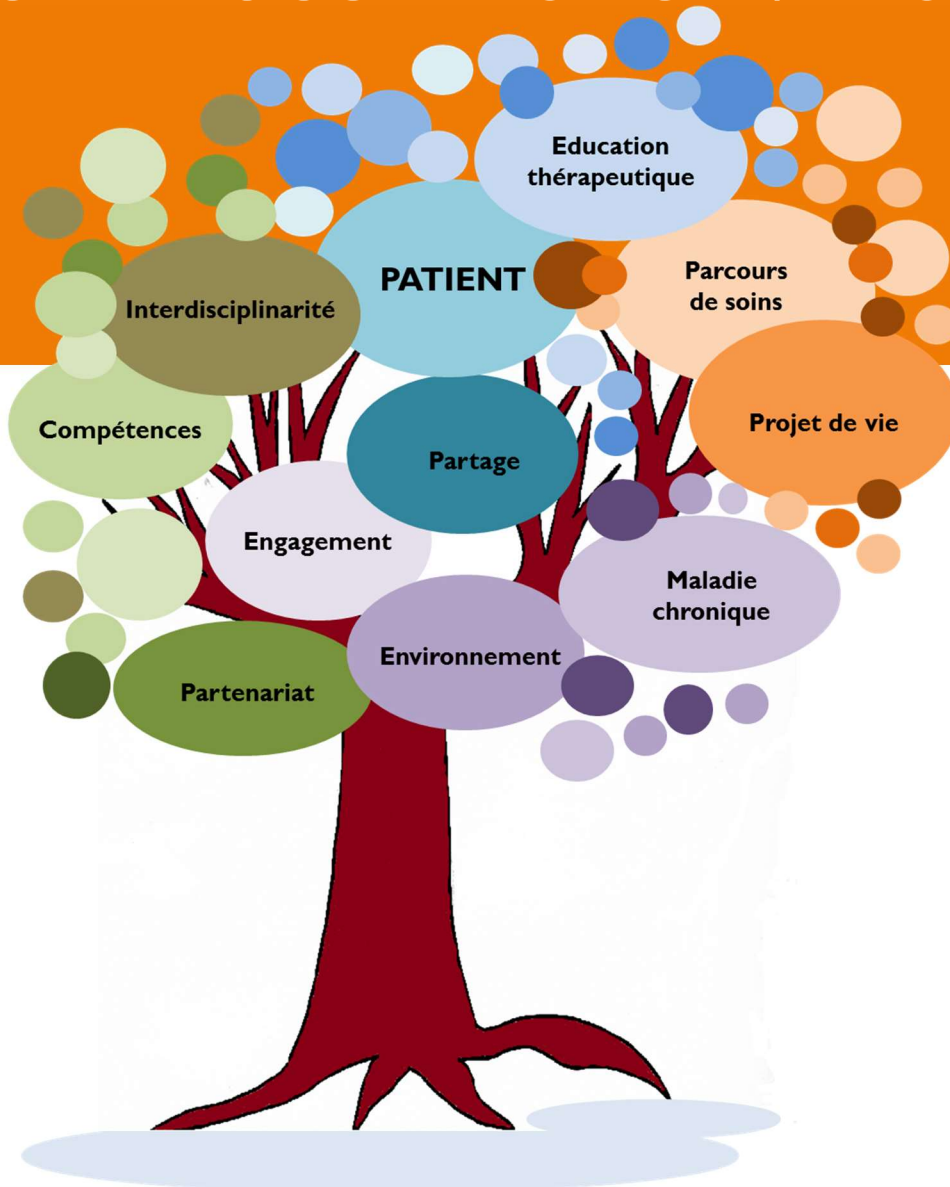 Education
thérapeutique
PATIENT
Parcours
de soins
Interdisciplinarité
Compétences
Projet de vie
Partage
Engagement
Maladie
chronique
Environnement
Partenariat